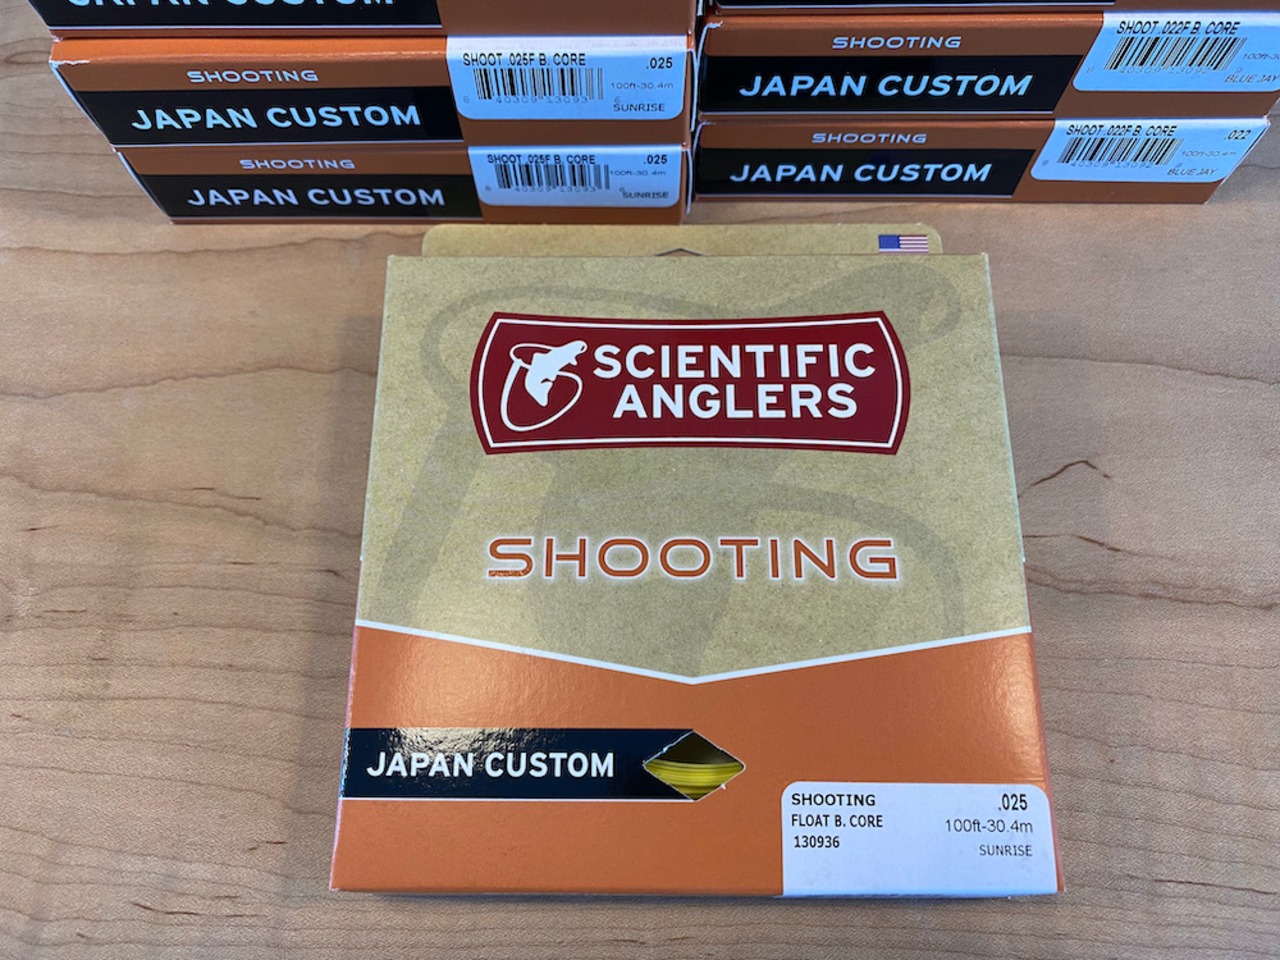 JAPAN CUSTOM
SHOOTING
JAPAN CUSTOM
SHOOT .025F B. CORE .025
100ft-30.4m
SUNRISE
SHOOTING
JAPAN CUSTOM
SHOOT .025F B. CORE .025
100ft-30.4m
SUNRISE
SHOOTING
JAPAN CUSTOM
SHOOT .022F B. CORE
BLUE JAY
SHOOTING
JAPAN CUSTOM
SHOOT .022F B. CORE .022
100ft-30.4m
BLUE JAY
SCIENTIFIC
ANGLERS
SHOOTING
JAPAN CUSTOM
SHOOTING .025
FLOAT B. CORE 100ft-30.4m
130936 SUNRISE